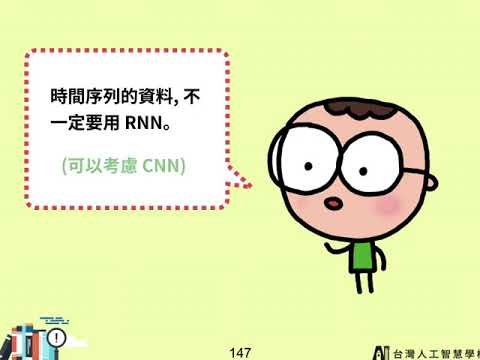 時間序列的資料, 不
一定要用 RNN。
(可以考慮 CNN)
147
台灣人工智慧學校